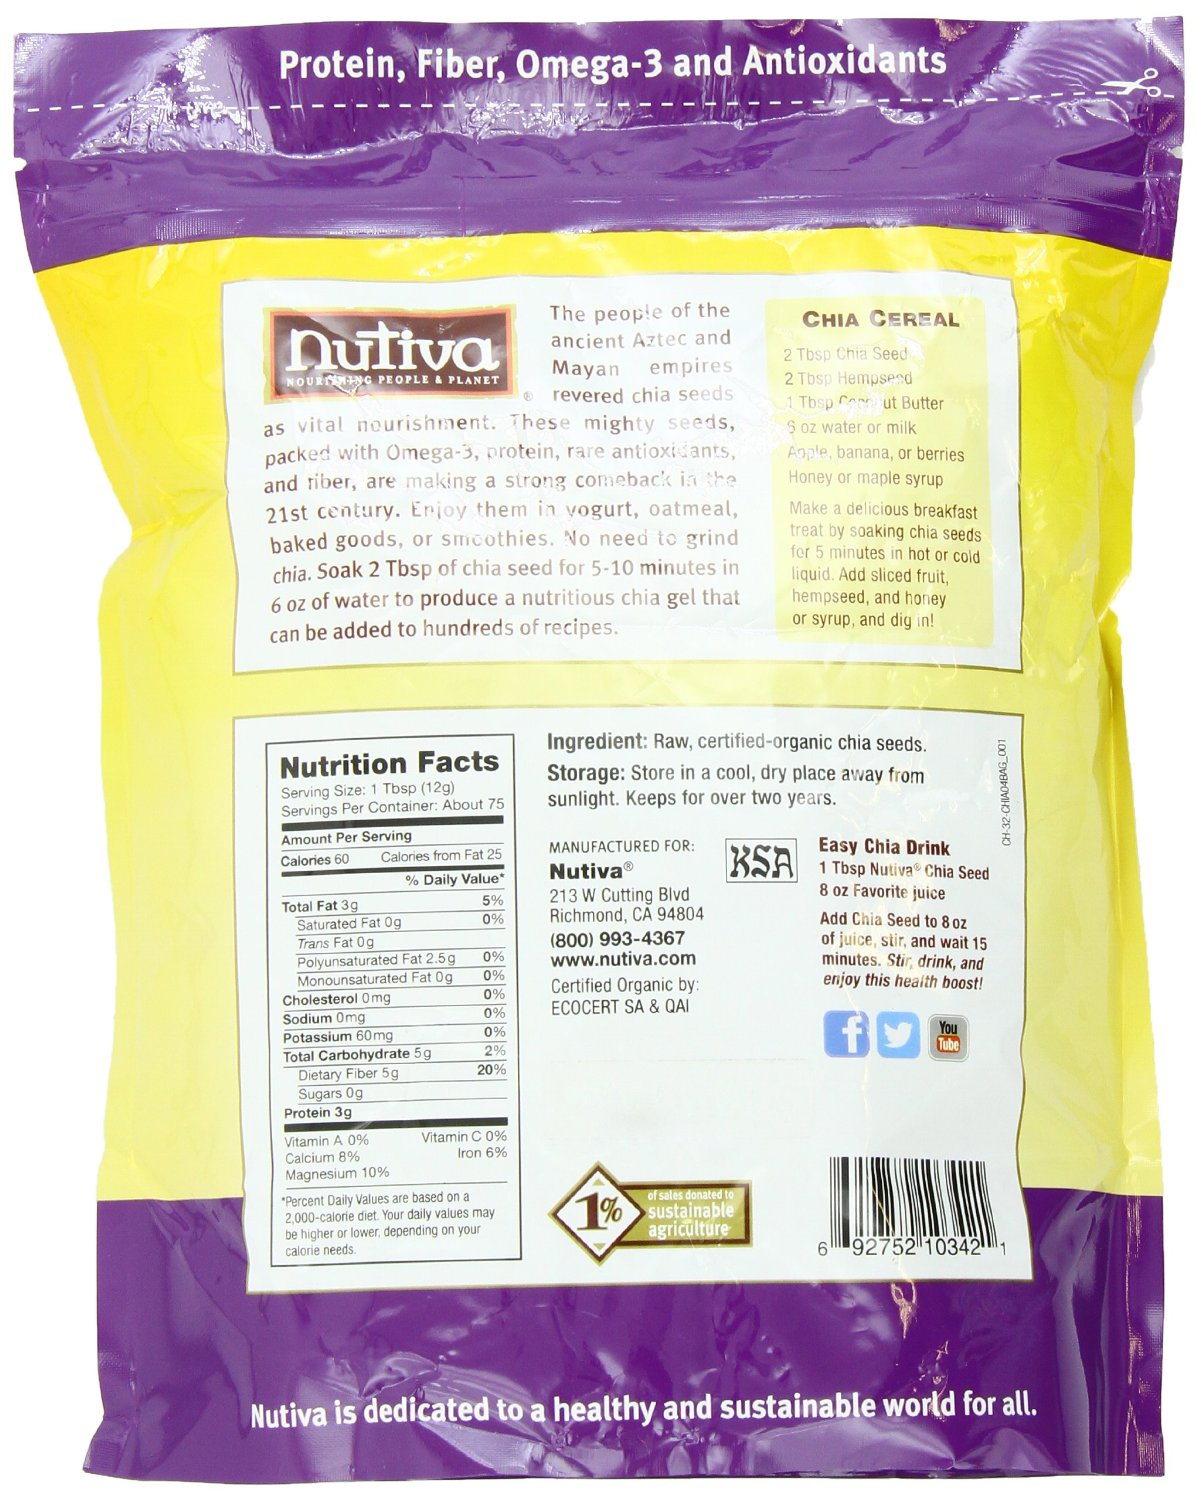 Protein, Fiber, Omega-3 and Antioxidants
nutiva
NOURISHING PEOPLE & PLANET
®
The people of the
ancient Aztec and
Mayan empires
revered chia seeds
as vital nourishment. These mighty seeds,
packed with Omega-3, protein, rare antioxidants,
and fiber, are making a strong comeback in the
21st century. Enjoy them in yogurt, oatmeal,
baked goods, or smoothies. No need to grind
chia. Soak 2 Tbsp of chia seed for 5-10 minutes in
6 oz of water to produce a nutritious chia gel that
can be added to hundreds of recipes.
CHIA CEREAL
2 Tbsp Chia Seed
2 Tbsp Hempseed
1 Tbsp Coconut Butter
6 oz water or milk
Apple, banana, or berries
Honey or maple syrup
Make a delicious breakfast
treat by soaking chia seeds
for 5 minutes in hot or cold
liquid. Add sliced fruit,
hempseed, and honey
or syrup, and dig in!
Nutrition Facts
Serving Size: 1 Tbsp (12g)
Servings Per Container: About 75
Amount Per Serving
Calories 60 Calories from Fat 25
% Daily Value*
Total Fat 3g 5%
Saturated Fat 0g 0%
Trans Fat 0g
Polyunsaturated Fat 2.5g 0%
Monounsaturated Fat 0g 0%
Cholesterol 0mg 0%
Sodium 0mg 0%
Potassium 60mg 0%
Total Carbohydrate 5g 2%
Dietary Fiber 5g 20%
Sugars 0g
Protein 3g
Vitamin A 0% Vitamin C 0%
Calcium 8% Iron 6%
Magnesium 10%
*Percent Daily Values are based on a
2,000-calorie diet. Your daily values may
be higher or lower, depending on your
calorie needs.
Ingredient: Raw, certified-organic chia seeds.
Storage: Store in a cool, dry place away from
sunlight. Keeps for over two years.
MANUFACTURED FOR:
Nutiva®
213 W Cutting Blvd
Richmond, CA 94804
(800) 993-4367
www.nutiva.com
Certified Organic by:
ECOCERT SA & QAI
KSA
Easy Chia Drink
1 Tbsp Nutiva® Chia Seed
8 oz Favorite juice
Add Chia Seed to 8 oz
of juice, stir, and wait 15
minutes. Stir, drink, and
enjoy this health boost!
f
You
Tube
CH-32-CHIA04BAG_001
1%
of sales donated to
sustainable
agriculture
6 92752 10342 1
Nutiva is dedicated to a healthy and sustainable world for all.